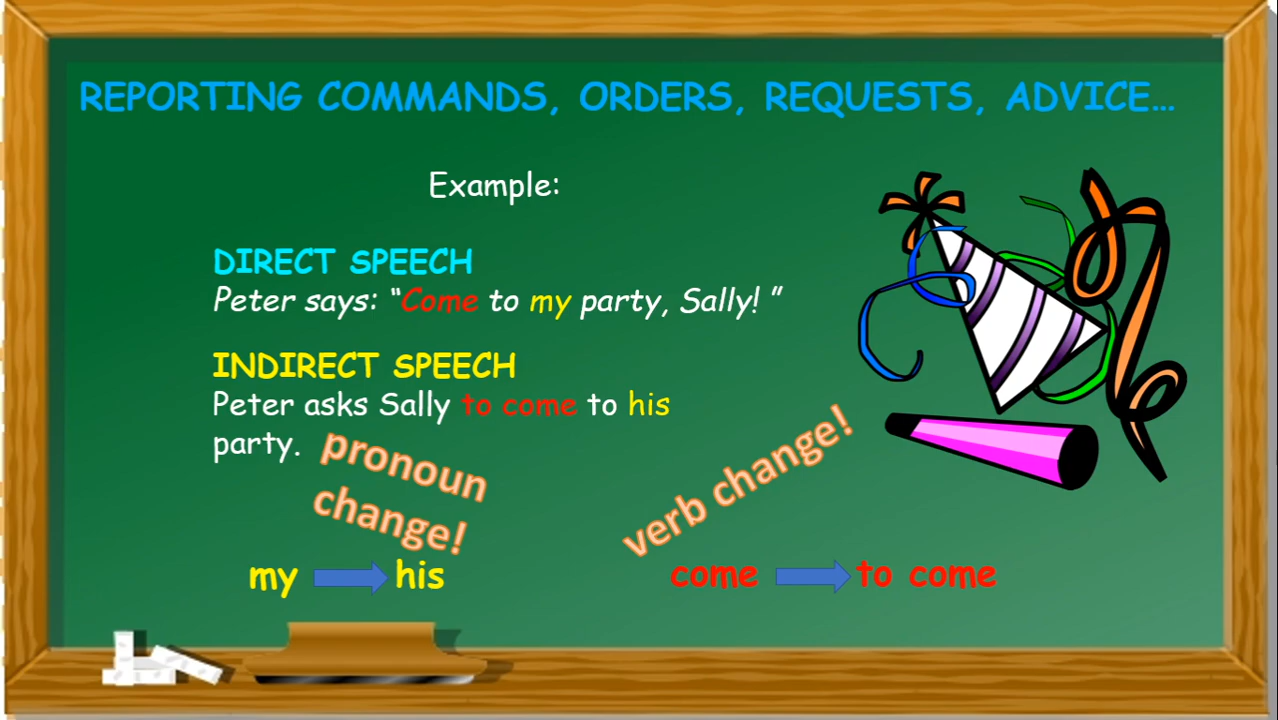 REPORTING COMMANDS, ORDERS, REQUESTS, ADVICE...
Example:
DIRECT SPEECH
Peter says: “Come to my party, Sally! ”
INDIRECT SPEECH
Peter asks Sally to come to his
party.
pronoun
change!
verb change!
my his
come to come